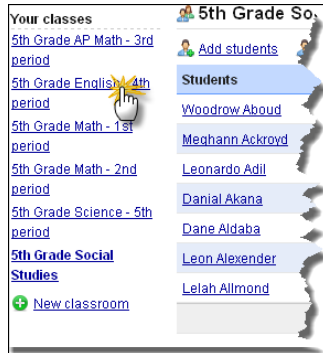 Your classes
5th Grade AP Math - 3rd
period
5th Grade English - 4th
period
5th Grade Math - 1st
period
5th Grade Math - 2nd
period
5th Grade Science - 5th
period
5th Grade Social
Studies
New classroom
5th Grade So
Add students
Students
Woodrow Aboud
Meghann Ackroyd
Leonardo Adil
Danial Akana
Dane Aldaba
Leon Alexender
Lelah Allmond